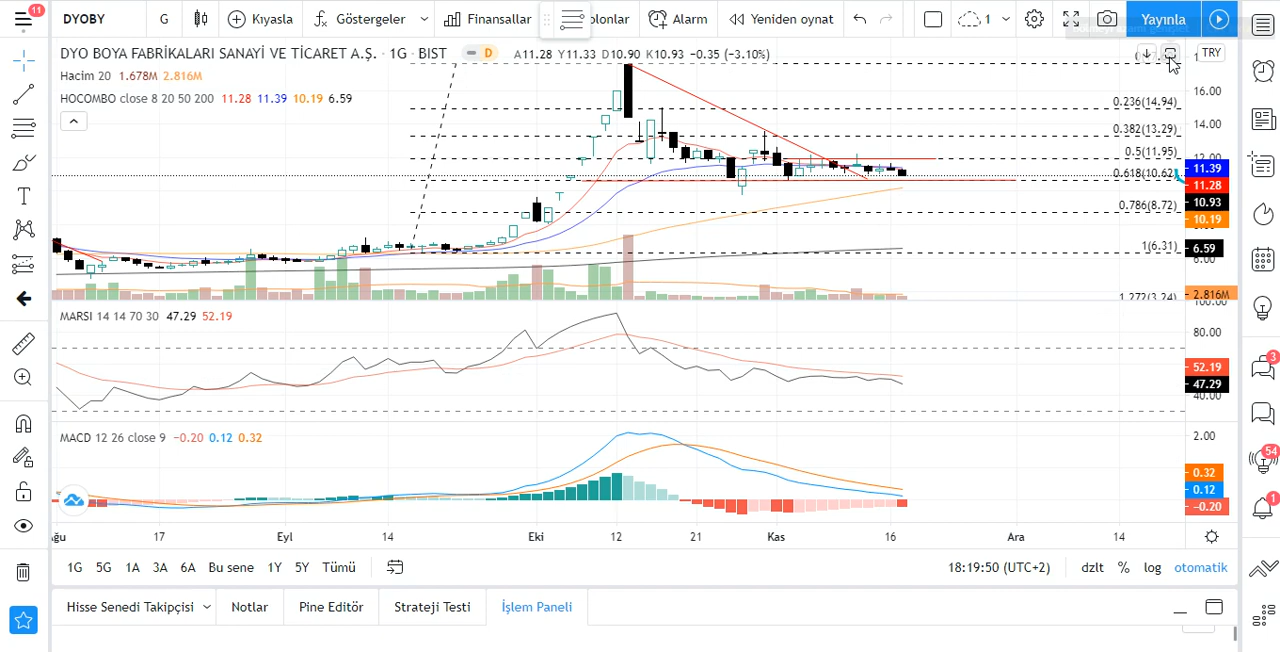 11
DYOBY
G
Kıyasla
Göstergeler
Finansallar
olonlar
Alarm
Yeniden oynat
1
Yayınla
DYO BOYA FABRİKALARI SANAYİ VE TİCARET A.Ş. · 1G · BIST
D
A11.28 Y11.33 D10.90 K10.93 −0.35 (−3.10%)
TRY
Hacim 20 1.678M 2.816M
HOCOMBO close 8 20 50 200 11.28 11.39 10.19 6.59
16.00
0.236(14.94)
14.00
0.382(13.29)
0.5(11.95)
12.00
11.39
0.618(10.62)
11.28
10.93
0.786(8.72)
10.19
1(6.31)
6.59
8.00
1.272(3.24)
2.816M
100.00
MARSI 14 14 70 30 47.29 52.19
80.00
52.19
47.29
40.00
3
MACD 12 26 close 9 −0.20 0.12 0.32
2.00
54
0.32
0.12
−0.20
1
ğu
17
Eyl
14
Eki
12
21
Kas
16
Ara
14
1G 5G 1A 3A 6A Bu sene 1Y 5Y Tümü
18:19:50 (UTC+2)
dzlt % log otomatik
Hisse Senedi Takipçisi
Notlar
Pine Editör
Strateji Testi
İşlem Paneli